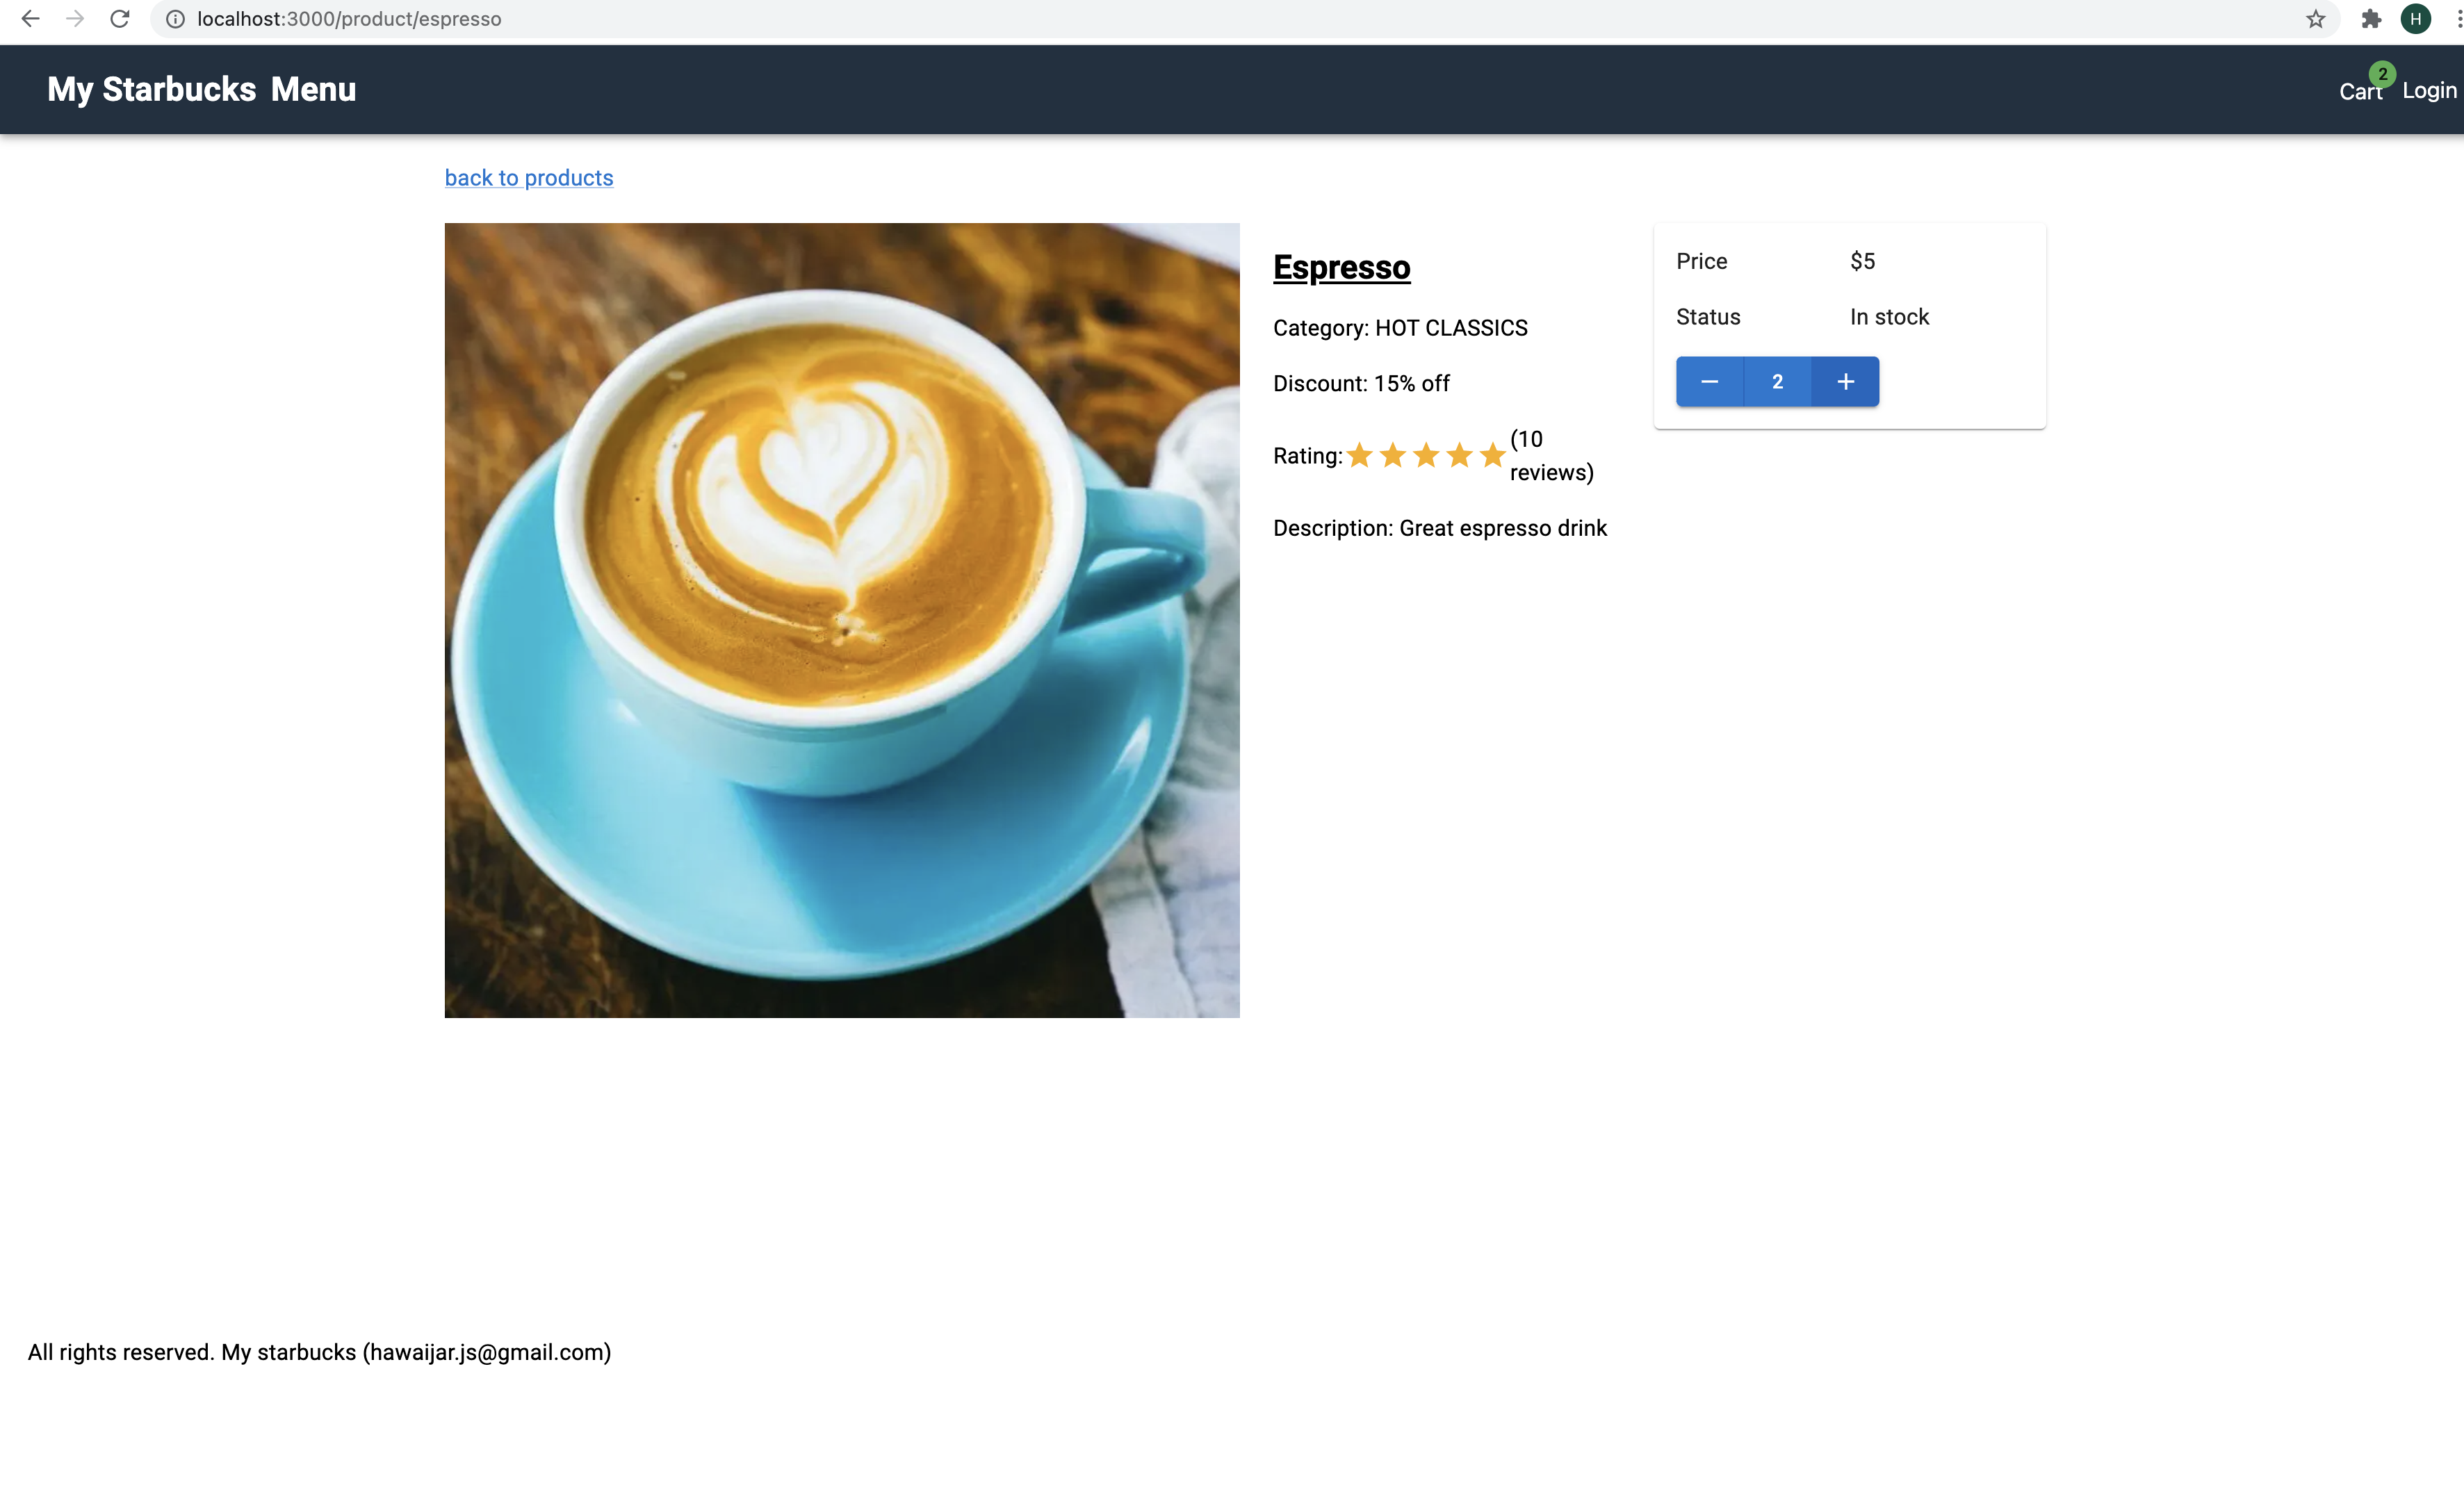 localhost:3000/product/espresso
H
My Starbucks Menu
Cart 2 Login
back to products
Espresso
Category: HOT CLASSICS
Discount: 15% off
Rating: (10
reviews)
Description: Great espresso drink
Price $5
Status In stock
− 2 +
All rights reserved. My starbucks (hawaijar.js@gmail.com)